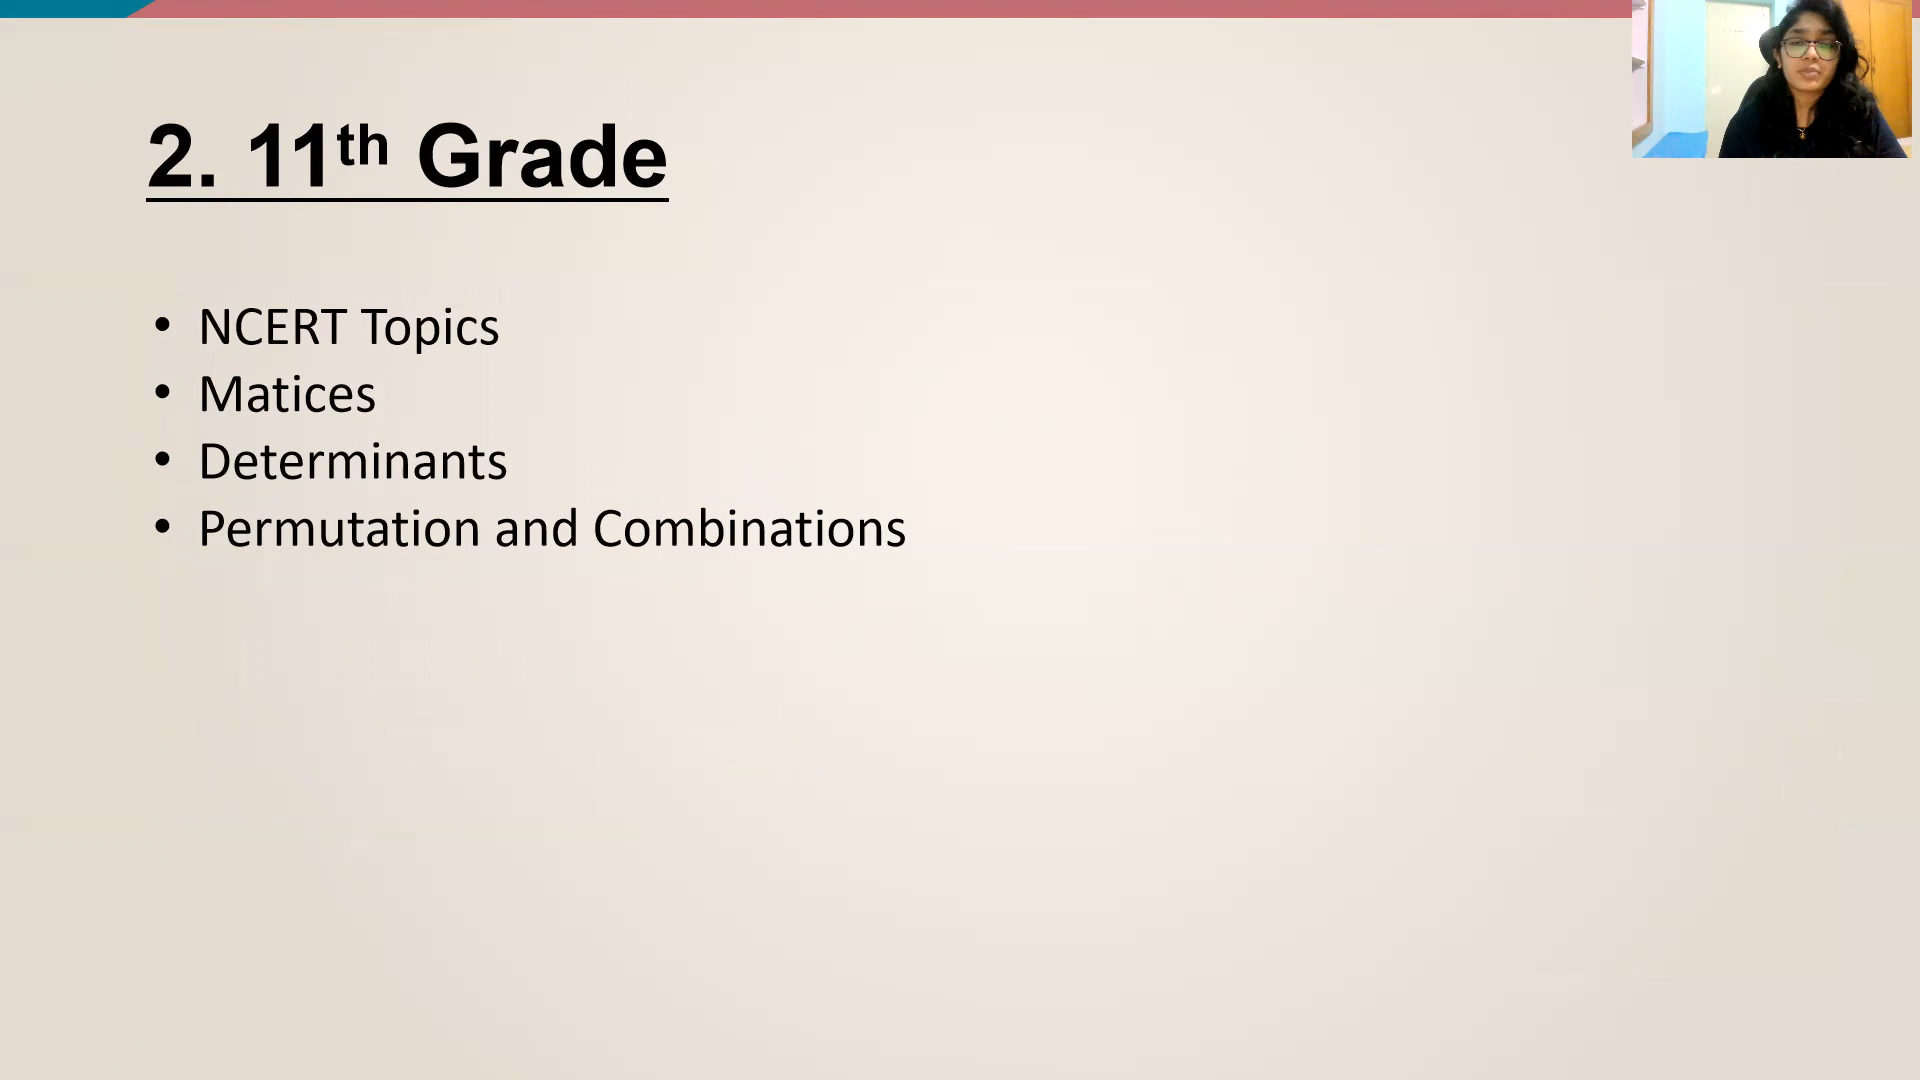 2. 11th Grade
• NCERT Topics
• Matices
• Determinants
• Permutation and Combinations